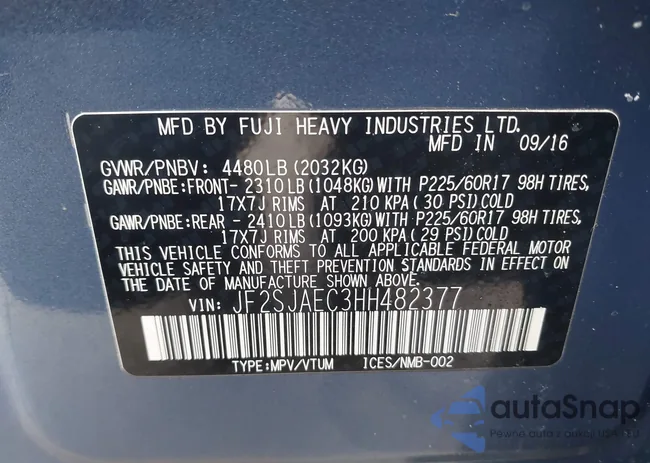 MFD BY FUJI HEAVY INDUSTRIES LTD.
MFD IN 09/16
GVWR/PNBV: 4480LB (2032KG)
GAWR/PNBE:FRONT- 2310LB (1048KG)WITH P225/60R17 98H TIRES,
17X7J RIMS AT 210 KPA ( 30 PSI)COLD
GAWR/PNBE:REAR - 2410LB (1093KG)WITH P225/60R17 98H TIRES,
17X7J RIMS AT 200 KPA ( 29 PSI)COLD
THIS VEHICLE CONFORMS TO ALL APPLICABLE FEDERAL MOTOR
VEHICLE SAFETY AND THEFT PREVENTION STANDARDS IN EFFECT
ON THE DATE OF MANUFACTURE SHOWN ABOVE.
VIN: JF2SJAEC3HH482377
TYPE:MPV/VTUM ICES/NMB-002
autaSnap
Pewne auta z aukcji